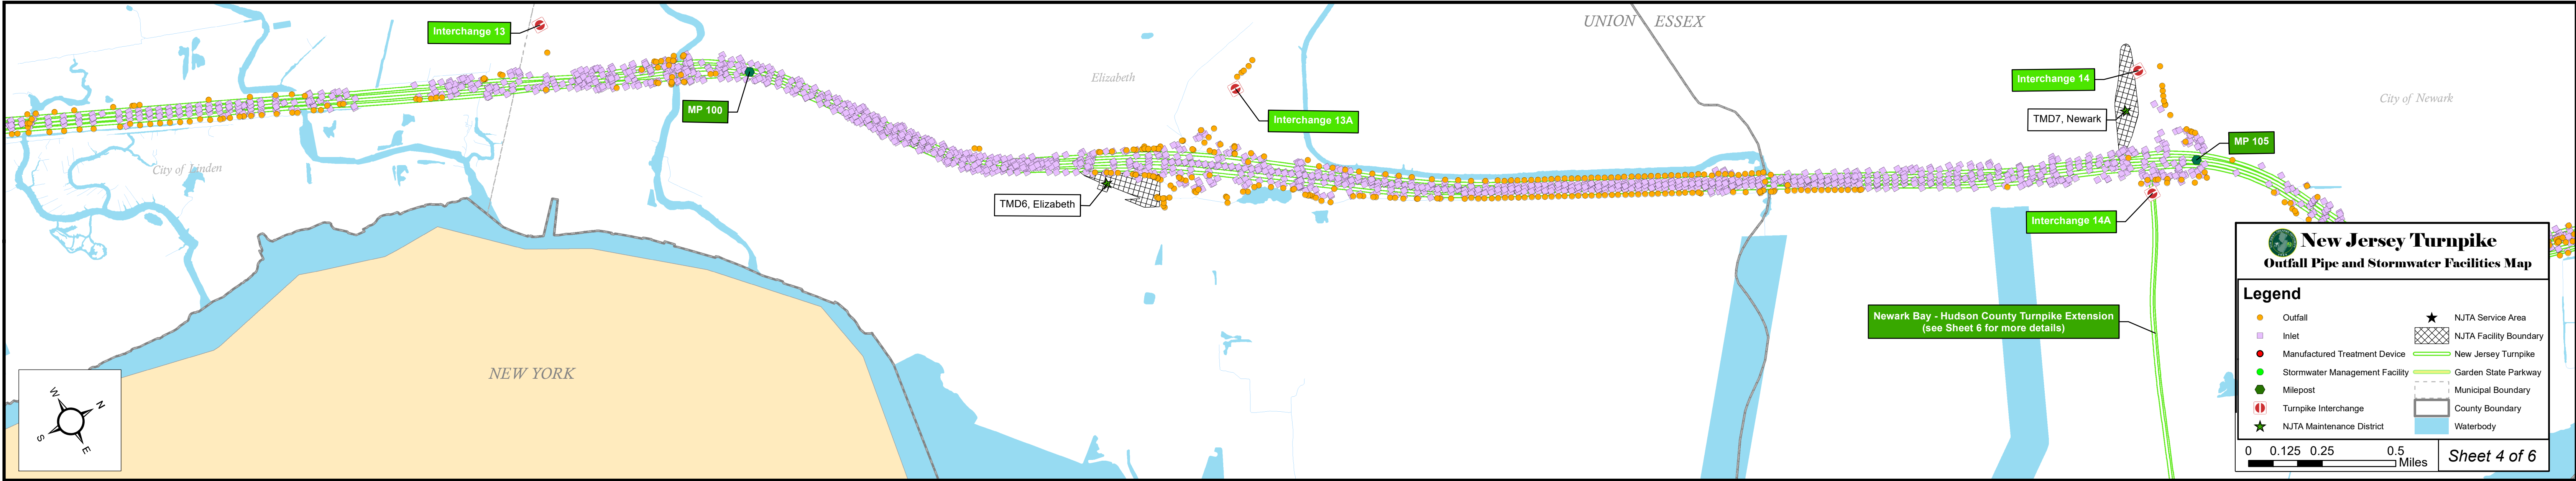 Interchange 13
MP 100
City of Linden
NEW YORK
W
N
S
E
Elizabeth
Interchange 13A
TMD6, Elizabeth
UNION
ESSEX
Interchange 14
TMD7, Newark
City of Newark
MP 105
Interchange 14A
Newark Bay - Hudson County Turnpike Extension
(see Sheet 6 for more details)
New Jersey Turnpike
Outfall Pipe and Stormwater Facilities Map
Legend
Outfall
Inlet
Manufactured Treatment Device
Stormwater Management Facility
Milepost
Turnpike Interchange
NJTA Maintenance District
NJTA Service Area
NJTA Facility Boundary
New Jersey Turnpike
Garden State Parkway
Municipal Boundary
County Boundary
Waterbody
0 0.125 0.25 0.5
Miles
Sheet 4 of 6